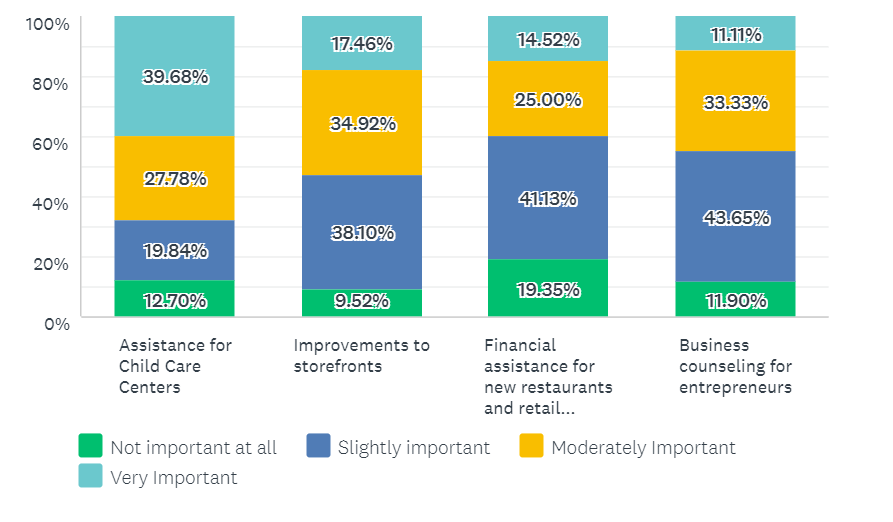 100%
80%
60%
40%
20%
0%
39.68%
27.78%
19.84%
12.70%
17.46%
34.92%
38.10%
9.52%
14.52%
25.00%
41.13%
19.35%
11.11%
33.33%
43.65%
11.90%
Assistance for
Child Care
Centers
Improvements to
storefronts
Financial
assistance for
new restaurants
and retail...
Business
counseling for
entrepreneurs
Not important at all
Slightly important
Moderately Important
Very Important